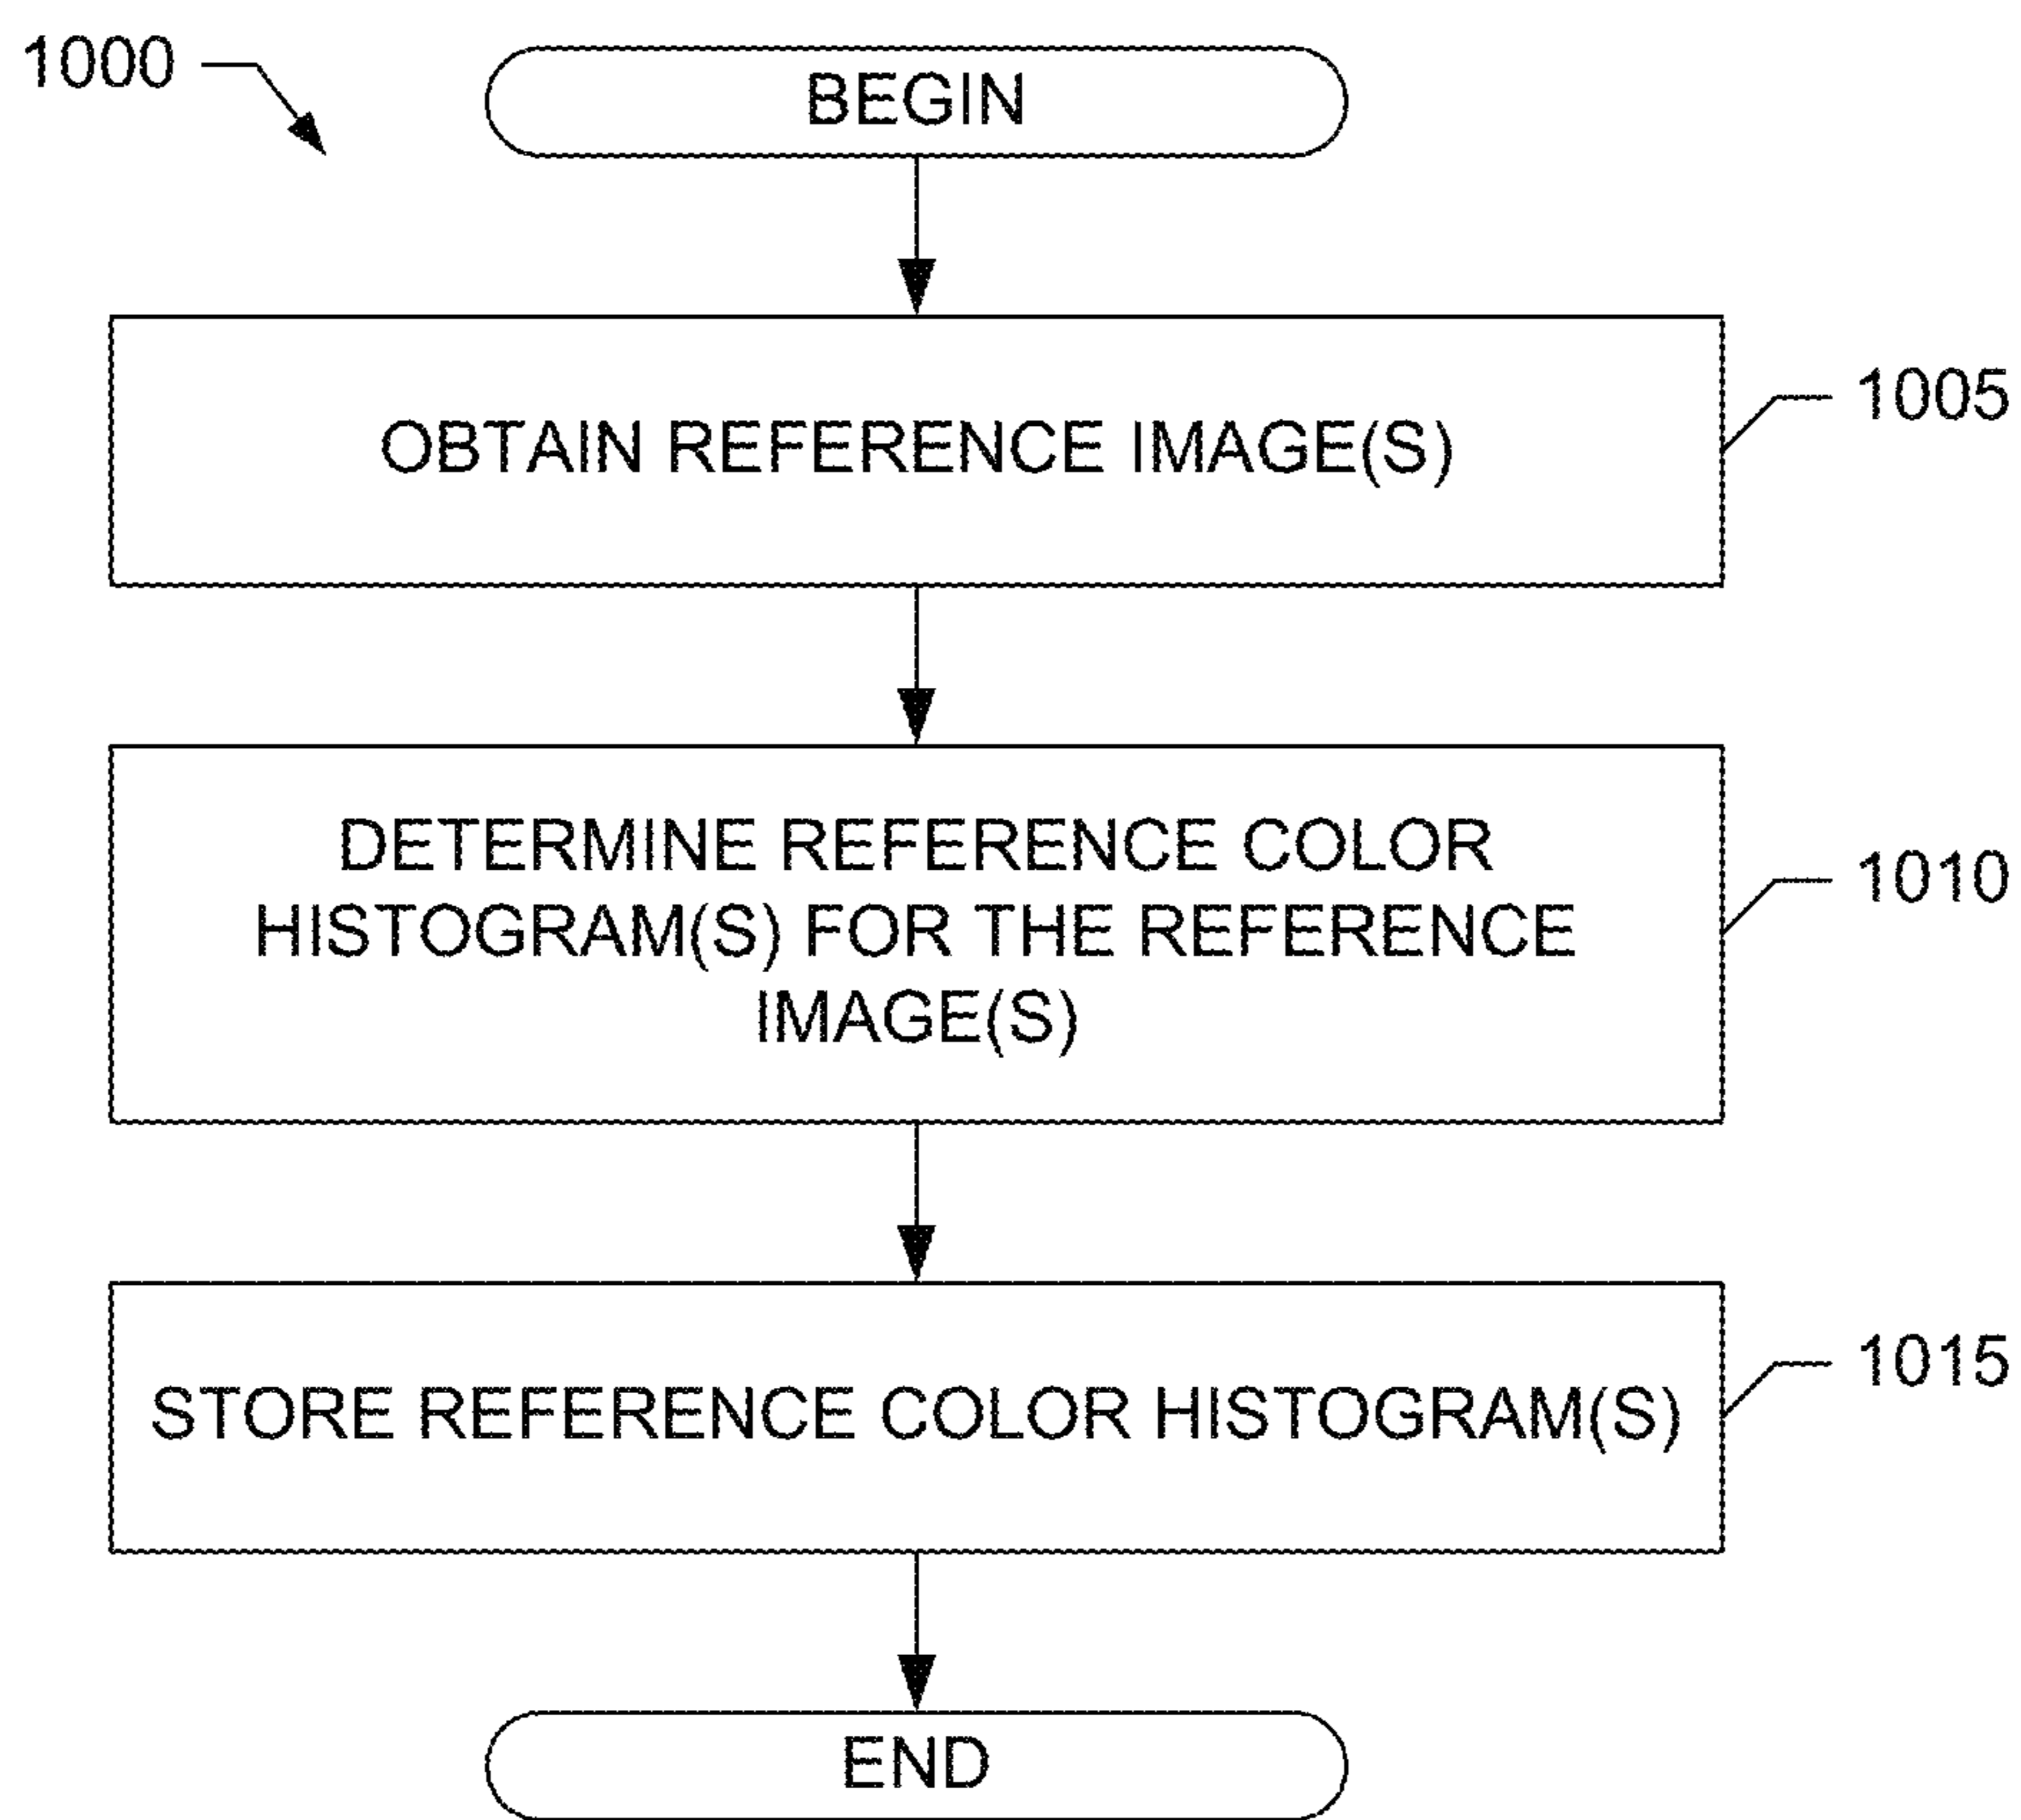 1000
BEGIN
OBTAIN REFERENCE IMAGE(S)
1005
DETERMINE REFERENCE COLOR
HISTOGRAM(S) FOR THE REFERENCE
IMAGE(S)
1010
STORE REFERENCE COLOR HISTOGRAM(S)
1015
END